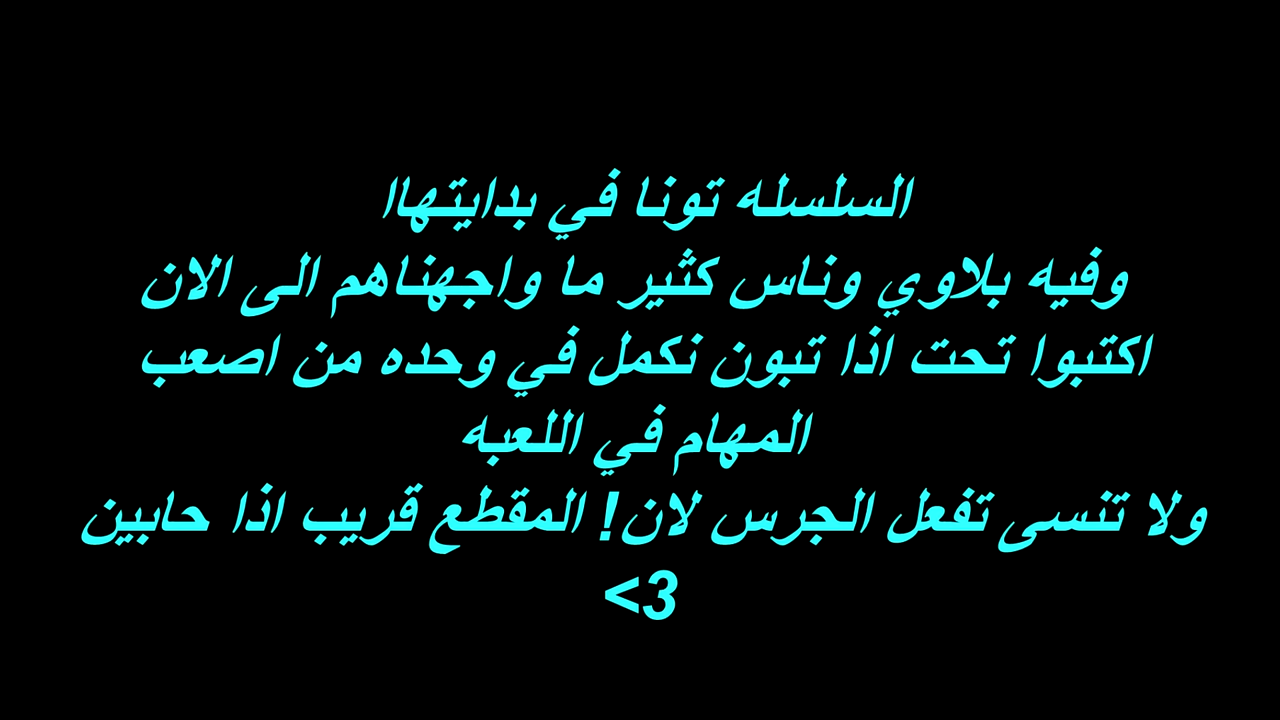 السلسله تونا في بدايتهاا
وفيه بلاوي وناس كثير ما واجهناهم الى الان
اكتبوا تحت اذا تبون نكمل في وحده من اصعب
المهام في اللعبه
ولا تنسى تفعل الجرس لان! المقطع قريب اذا حابين
<3